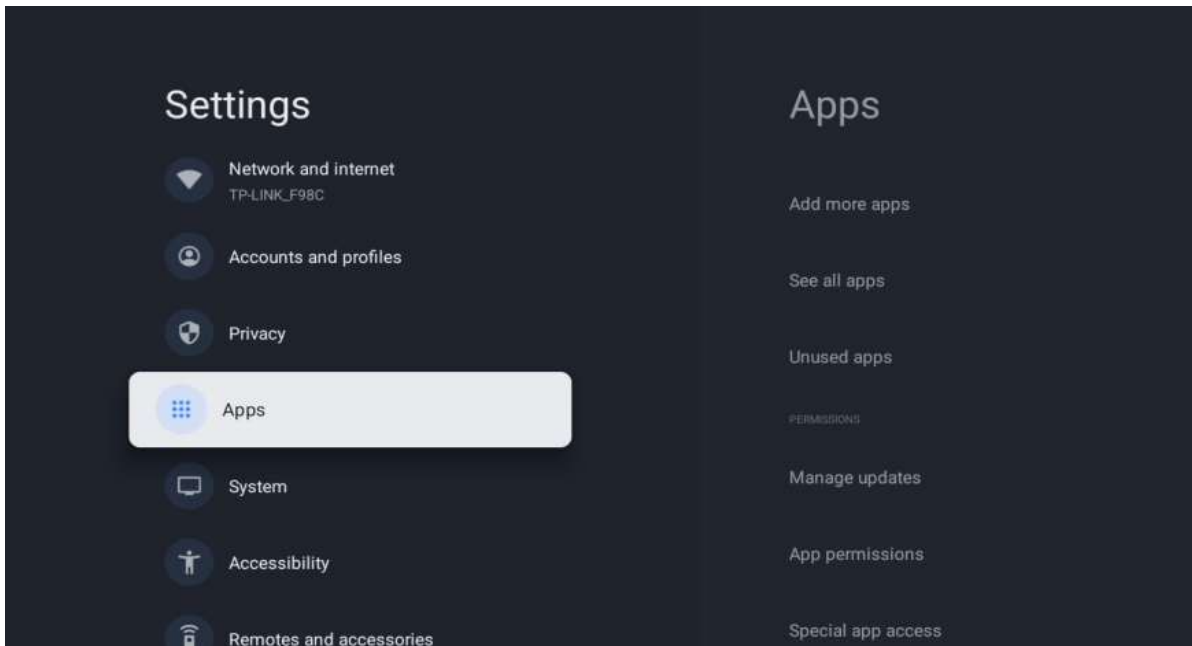 Settings
Network and internet
TP-LINK_F98C
Accounts and profiles
Privacy
Apps
System
Accessibility
Remotes and accessories
Apps
Add more apps
See all apps
Unused apps
PERMISSIONS
Manage updates
App permissions
Special app access